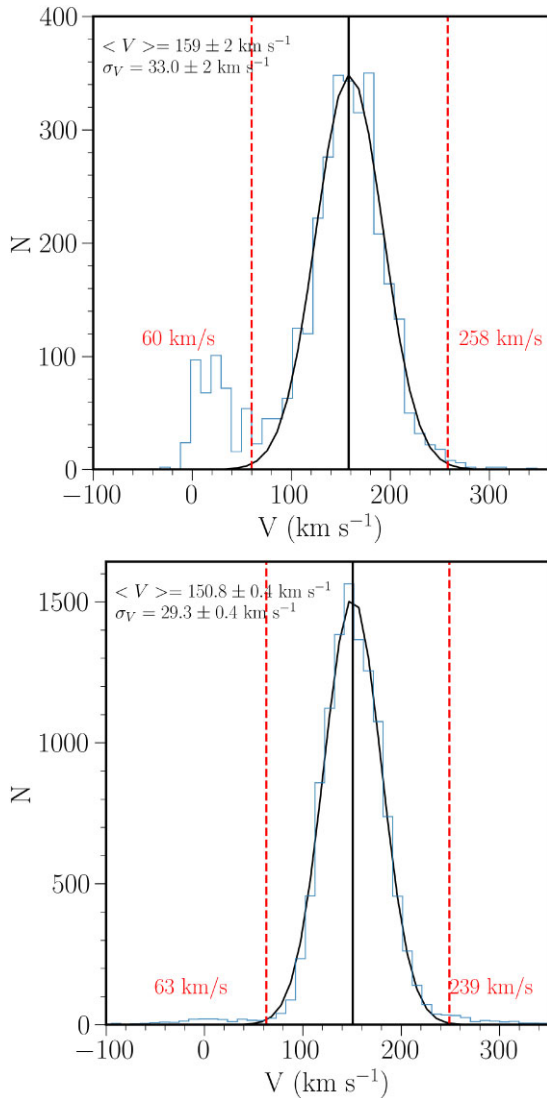 400
< V >= 159 ± 2 km s⁻¹
σ_V = 33.0 ± 2 km s⁻¹
300
N
200
60 km/s
258 km/s
100
0
−100 0 100 200 300
V (km s⁻¹)
< V >= 150.8 ± 0.4 km s⁻¹
1500
σ_V = 29.3 ± 0.4 km s⁻¹
1000
N
500
63 km/s
239 km/s
0
−100 0 100 200 300
V (km s⁻¹)